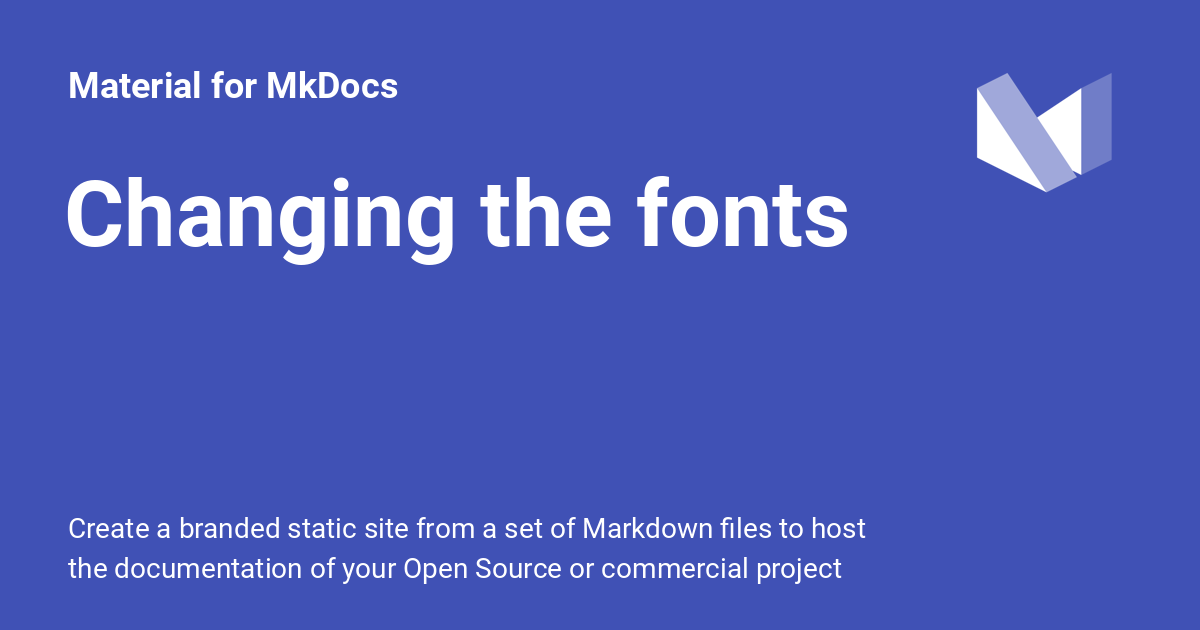 Material for MkDocs
Changing the fonts
Create a branded static site from a set of Markdown files to host
the documentation of your Open Source or commercial project